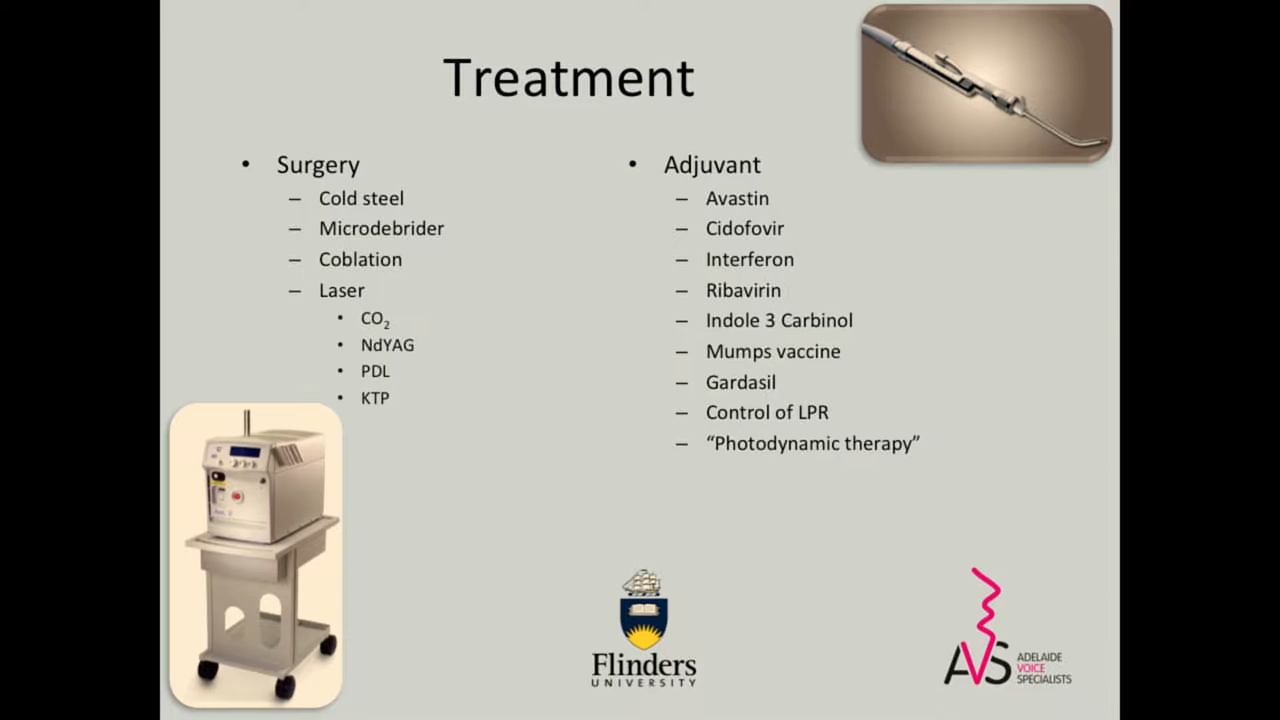 Treatment
• Surgery
– Cold steel
– Microdebrider
– Coblation
– Laser
• CO₂
• NdYAG
• PDL
• KTP
• Adjuvant
– Avastin
– Cidofovir
– Interferon
– Ribavirin
– Indole 3 Carbinol
– Mumps vaccine
– Gardasil
– Control of LPR
– “Photodynamic therapy”
Flinders
UNIVERSITY
AVS
ADELAIDE
VOICE
SPECIALISTS